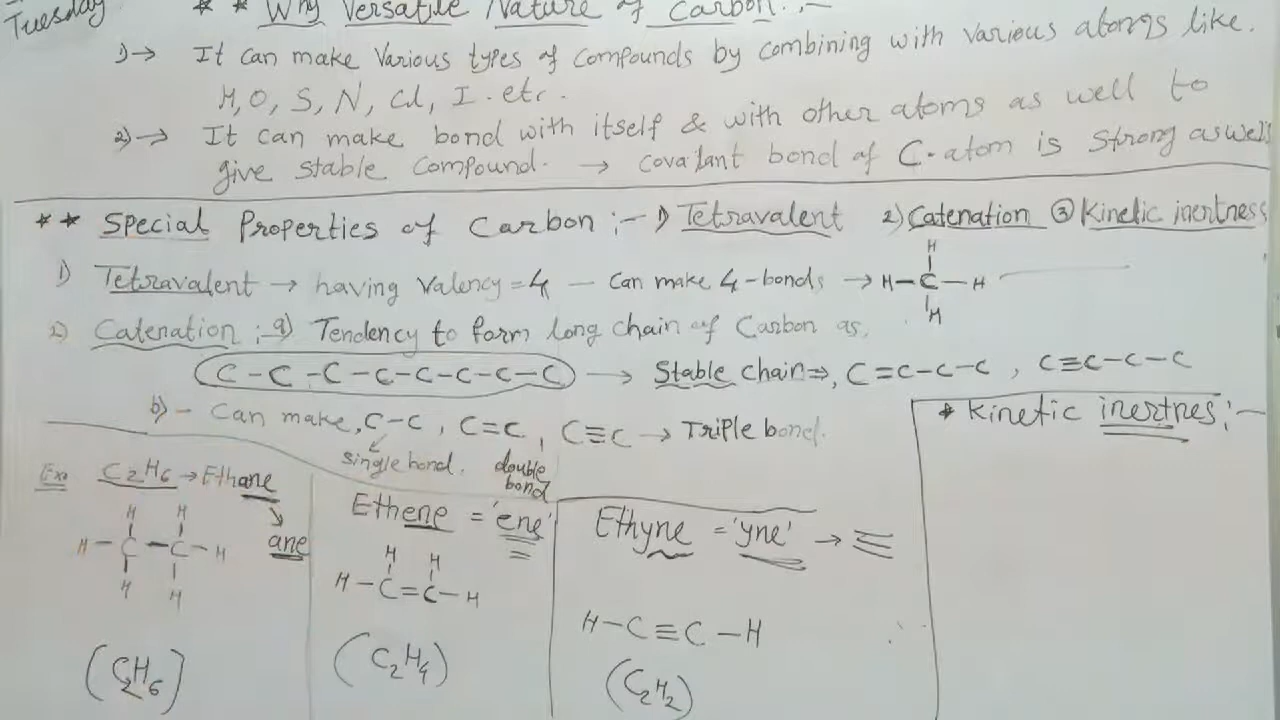 Tuesday
** Why Versatile Nature of Carbon :-
1)→ It can make Various types of Compounds by combining with various atoms like.
H, O, S, N, Cl, I. etc.
2)→ It can make bond with itself & with other atoms as well to
give stable compound. → covalant bond of C-atom is strong as well
** Special Properties of Carbon :- 1) Tetravalent 2) Catenation ③ Kinetic inertness
1) Tetravalent → having valency = 4 — Can make 4-bonds →
H
H-C-H
H
2) Catenation :- a) Tendency to form long chain of Carbon as,
C-C-C-C-C-C-C-C → Stable chain ⇒, C=C-C-C, C≡C-C-C
b)- Can make, C-C, C=C, C≡C → Triple bond.
single bond. double
bond
* Kinetic inertnes :-
Ex: C2H6 → Ethane
ane
H H
H-C-C-H
H H
(C2H6)
Ethene = 'ene'
H H
H-C=C-H
(C2H4)
Ethyne = 'yne' → ≡
H-C≡C-H
(C2H2)